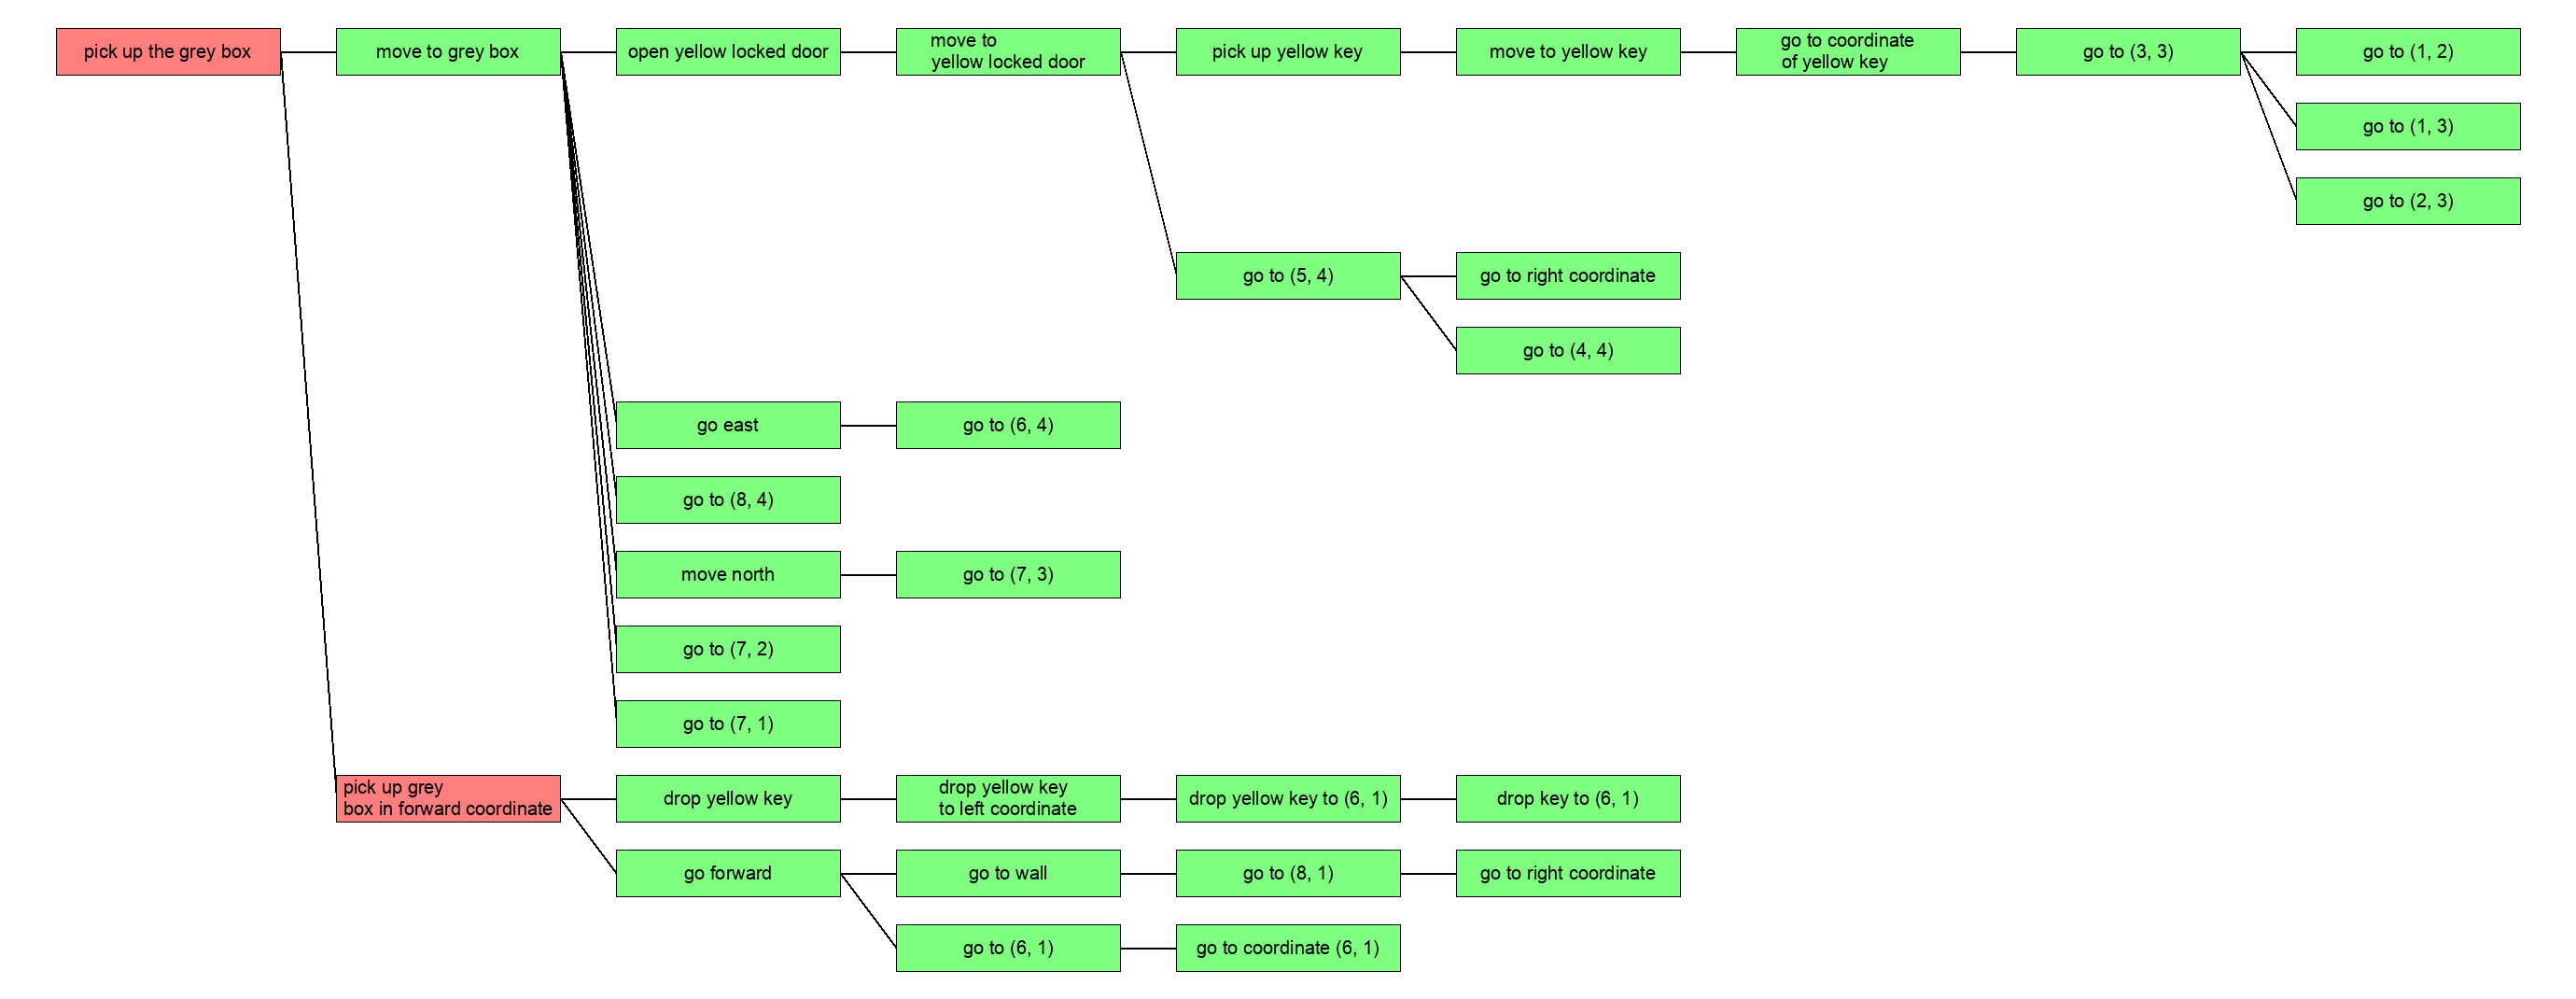 pick up the grey box
move to grey box
open yellow locked door
move to
yellow locked door
pick up yellow key
move to yellow key
go to coordinate
of yellow key
go to (3, 3)
go to (1, 2)
go to (1, 3)
go to (2, 3)
go to (5, 4)
go to right coordinate
go to (4, 4)
go east
go to (6, 4)
go to (8, 4)
move north
go to (7, 3)
go to (7, 2)
go to (7, 1)
pick up grey
box in forward coordinate
drop yellow key
drop yellow key
to left coordinate
drop yellow key to (6, 1)
drop key to (6, 1)
go forward
go to wall
go to (8, 1)
go to right coordinate
go to (6, 1)
go to coordinate (6, 1)